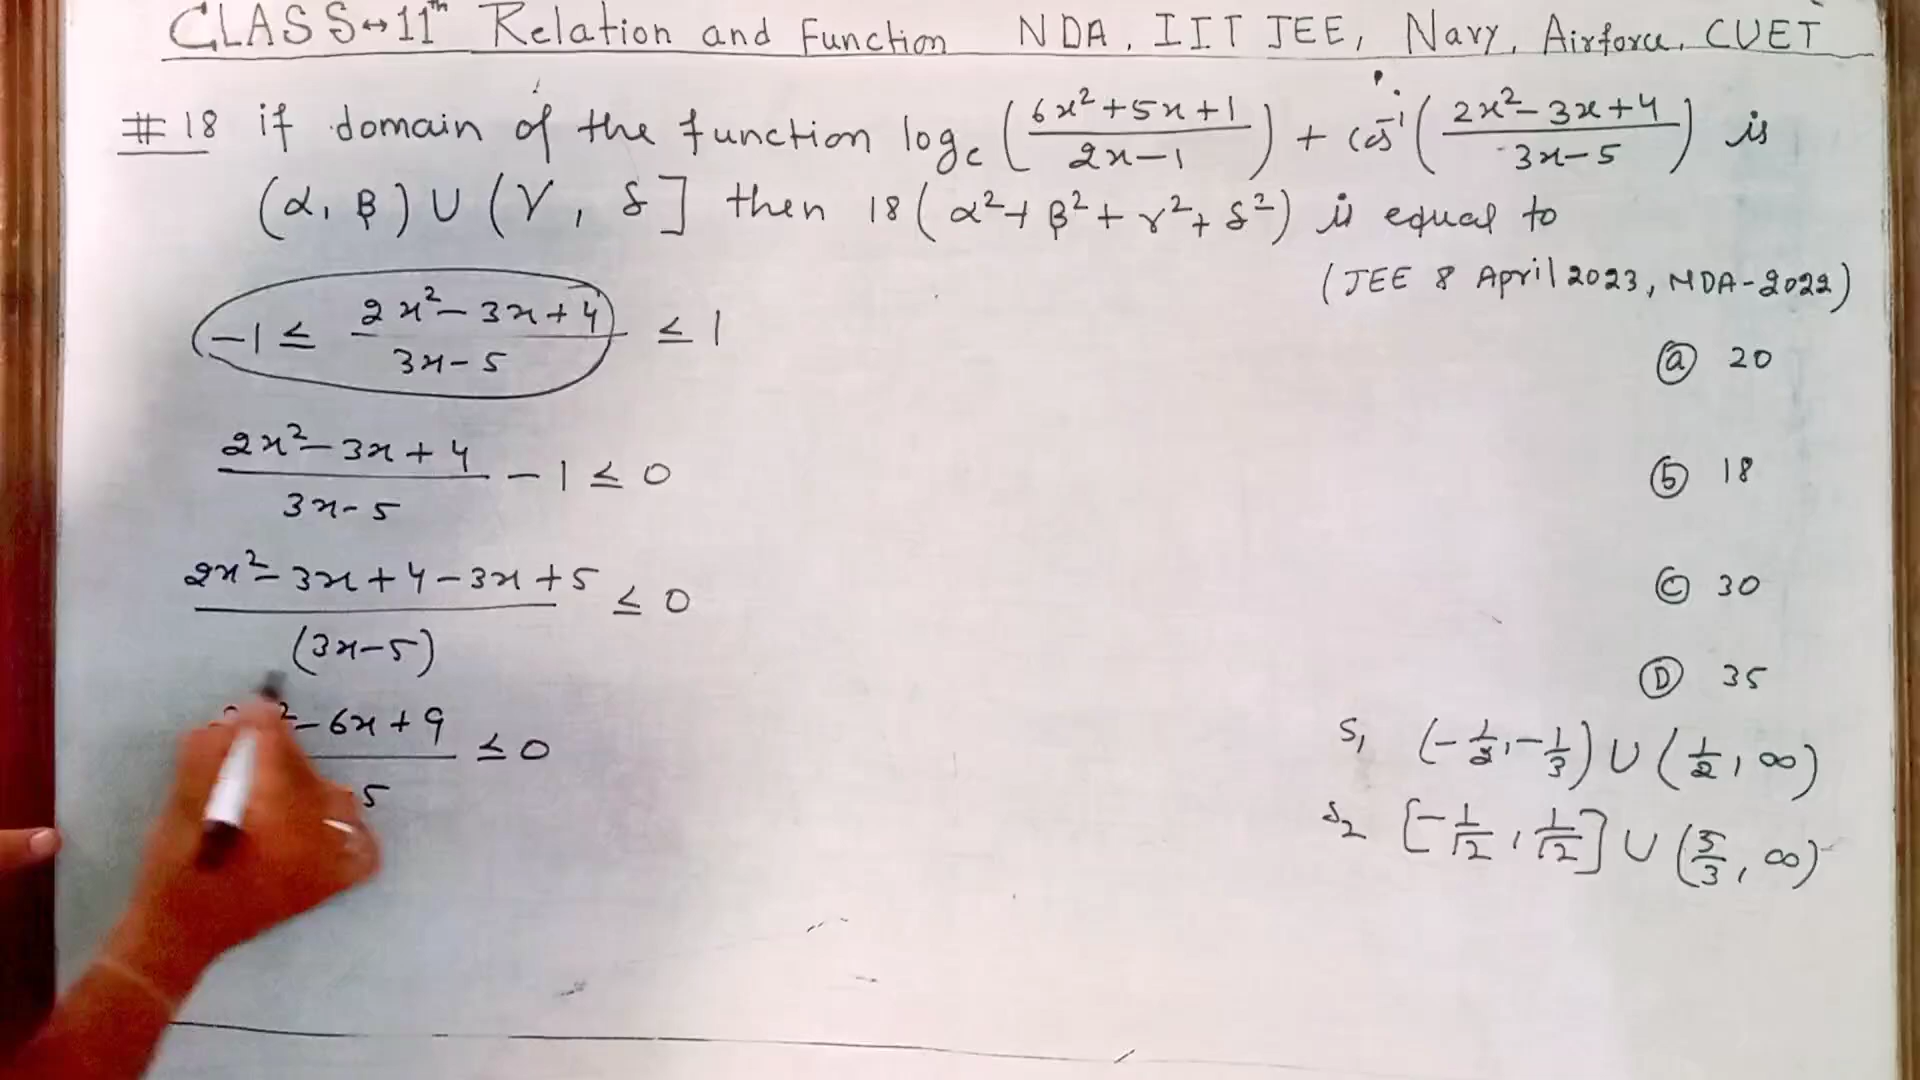 CLASS↔11th Relation and Function NDA, IIT JEE, Navy, Airforce, CUET
#18 if domain of the function logₑ((6x²+5x+1)/(2x-1)) + cos⁻¹((2x²-3x+4)/(3x-5)) is
(α, β) ∪ (γ, δ] then 18(α²+β²+γ²+δ²) is equal to
(JEE 8 April 2023, NDA-2022)
-1 ≤ (2x²-3x+4)/(3x-5) ≤ 1
ⓐ 20
(2x²-3x+4)/(3x-5) - 1 ≤ 0
ⓑ 18
(2x²-3x+4-3x+5)/(3x-5) ≤ 0
ⓒ 30
Ⓓ 35
²-6x+9/ 5 ≤ 0
S₁ (-1/2, -1/3) ∪ (1/2, ∞)
S₂ [-1/√2, 1/√2] ∪ (5/3, ∞)